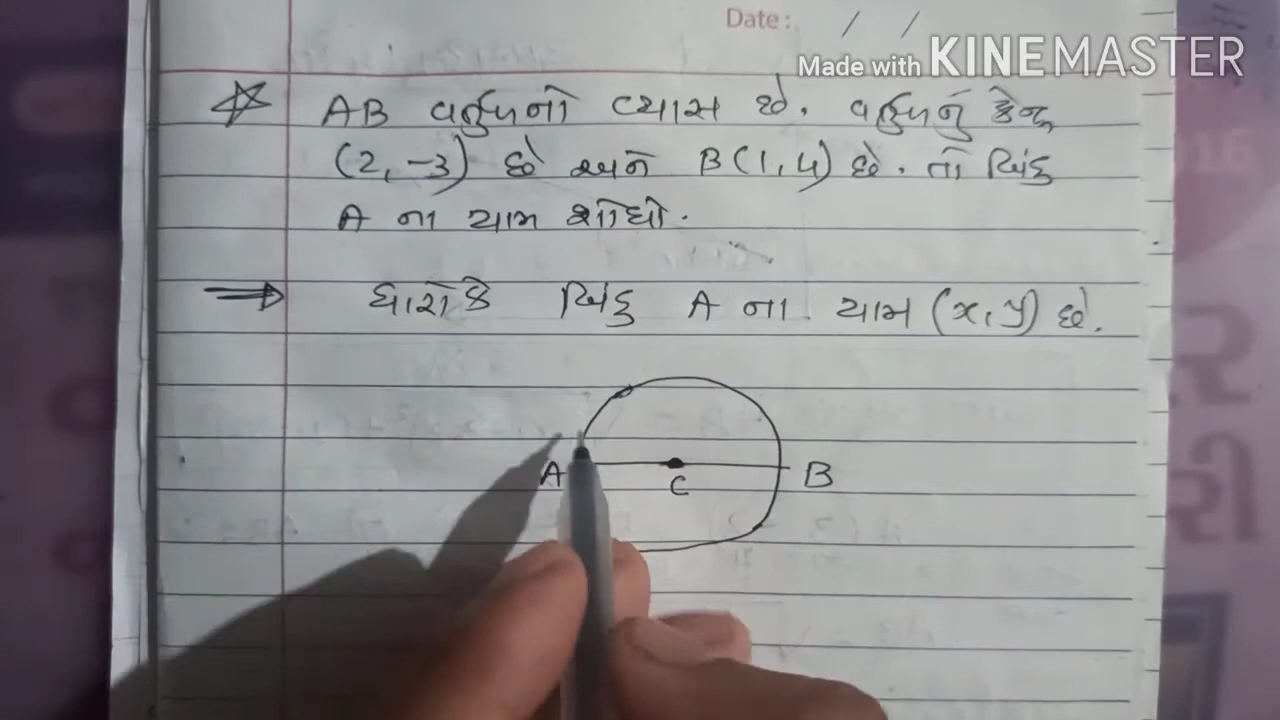 Date: / /
Made with KINEMASTER
AB વર્તુળનો વ્યાસ છે. વર્તુળનું કેન્દ્ર
(2, -3) છે અને B(1,4) છે. તો બિંદુ
A ના યામ શોધો.
⇒ ધારોકે બિંદુ A ના યામ (x, y) છે.
A C B